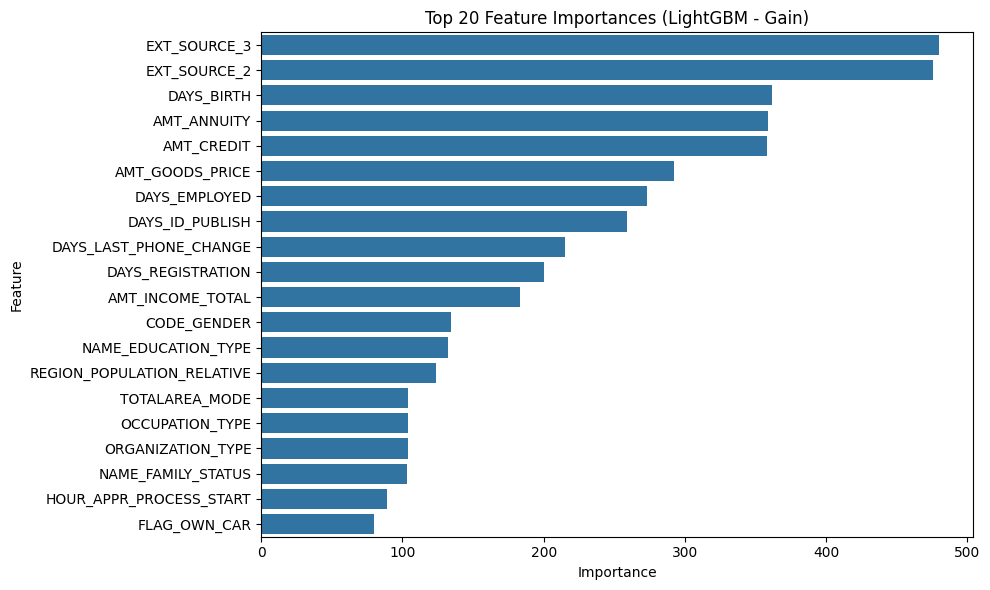 Top 20 Feature Importances (LightGBM - Gain)
Feature
EXT_SOURCE_3
EXT_SOURCE_2
DAYS_BIRTH
AMT_ANNUITY
AMT_CREDIT
AMT_GOODS_PRICE
DAYS_EMPLOYED
DAYS_ID_PUBLISH
DAYS_LAST_PHONE_CHANGE
DAYS_REGISTRATION
AMT_INCOME_TOTAL
CODE_GENDER
NAME_EDUCATION_TYPE
REGION_POPULATION_RELATIVE
TOTALAREA_MODE
OCCUPATION_TYPE
ORGANIZATION_TYPE
NAME_FAMILY_STATUS
HOUR_APPR_PROCESS_START
FLAG_OWN_CAR
0 100 200 300 400 500
Importance